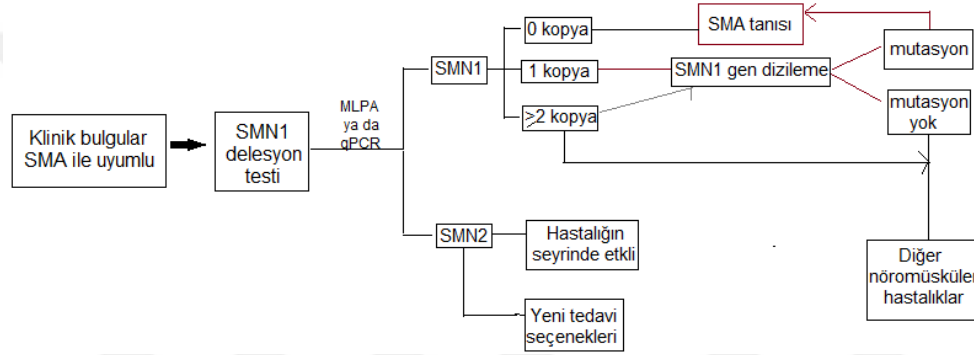 Klinik bulgular
SMA ile uyumlu
SMN1
delesyon
testi
MLPA
ya da
qPCR
SMN1
0 kopya
SMA tanısı
1 kopya
SMN1 gen dizileme
mutasyon
≥2 kopya
mutasyon
yok
SMN2
Hastalığın
seyrinde etkli
Yeni tedavi
seçenekleri
Diğer
nöromüsküler
hastalıklar